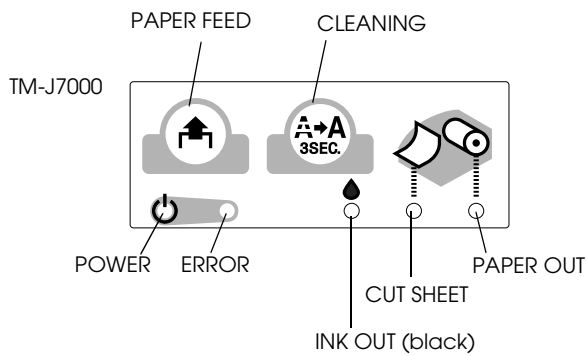 PAPER FEED
CLEANING
TM-J7000
A→A
3SEC.
POWER
ERROR
PAPER OUT
CUT SHEET
INK OUT (black)